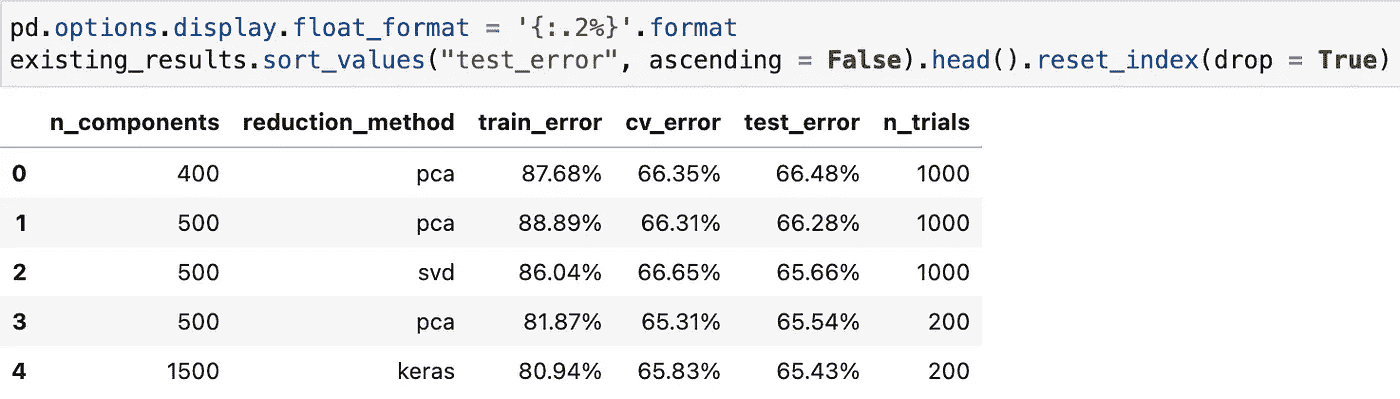 pd.options.display.float_format = '{:.2%}'.format
existing_results.sort_values("test_error", ascending = False).head().reset_index(drop = True)
n_components reduction_method train_error cv_error test_error n_trials
0 400 pca 87.68% 66.35% 66.48% 1000
1 500 pca 88.89% 66.31% 66.28% 1000
2 500 svd 86.04% 66.65% 65.66% 1000
3 500 pca 81.87% 65.31% 65.54% 200
4 1500 keras 80.94% 65.83% 65.43% 200